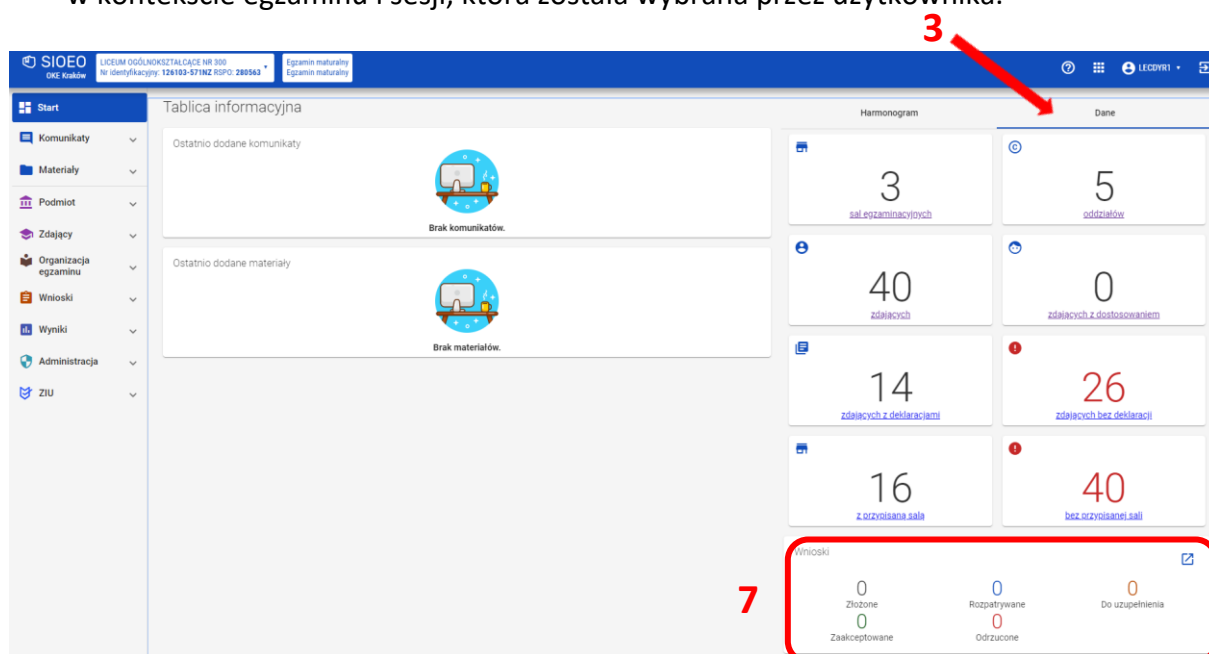 w kontekście egzaminu i sesji, która została wybrana przez użytkownika.
3
SIOEO
OKE Kraków
LICEUM OGÓLNOKSZTAŁCĄCE NR 300
Nr identyfikacyjny: 126103-571NZ RSPO: 280563
Egzamin maturalny
Egzamin maturalny
LECDYR1
Start
Komunikaty
Materiały
Podmiot
Zdający
Organizacja
egzaminu
Wnioski
Wyniki
Administracja
ZIU
Tablica informacyjna
Ostatnio dodane komunikaty
Brak komunikatów.
Ostatnio dodane materiały
Brak materiałów.
Harmonogram
Dane
3
sal egzaminacyjnych
5
oddziałów
40
zdających
0
zdających z dostosowaniem
14
zdających z deklaracjami
26
zdających bez deklaracji
16
z przypisaną salą
40
bez przypisanej sali
7
Wnioski
0
Złożone
0
Rozpatrywane
0
Do uzupełnienia
0
Zaakceptowane
0
Odrzucone